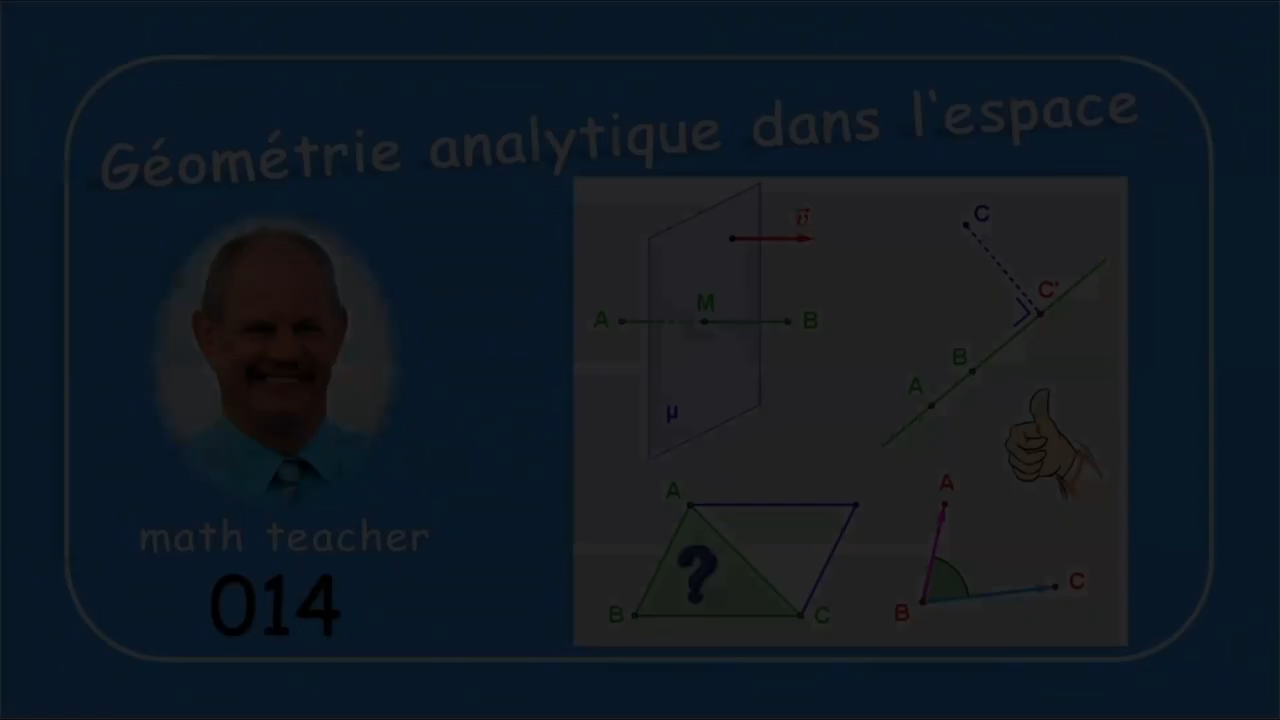 Géométrie analytique dans l'espace
v
C
C'
A M B
B
A
μ
A
A
?
C
B C
B
math teacher
014